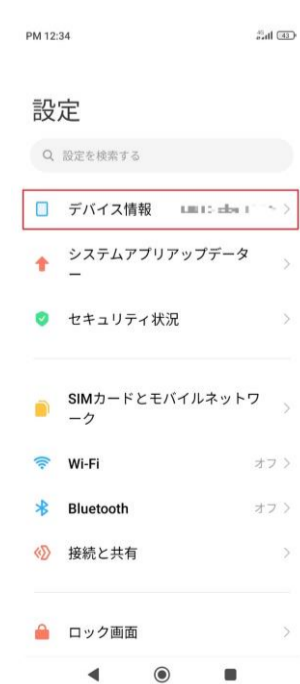 PM 12:34
設定
設定を検索する
デバイス情報
システムアプリアップデータ
ー
セキュリティ状況
SIMカードとモバイルネットワ
ーク
Wi-Fi オフ
Bluetooth オフ
接続と共有
ロック画面